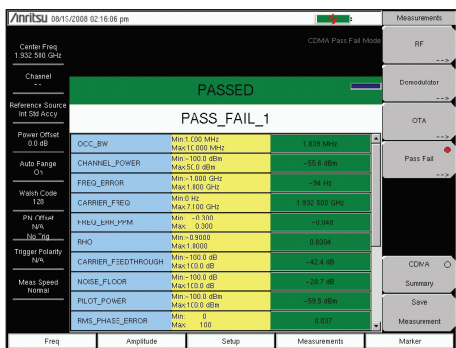 Anritsu 08/15/2008 02:16:06 pm
Measurements
CDMA Pass Fail Mode
Center Freq
1.932 500 GHz
Channel
--
Reference Source
Int Std Accy
Power Offset
0.0 dB
Auto Range
On
Walsh Code
128
PN Offset
N/A
No Trig
Trigger Polarity
N/A
Meas Speed
Normal
PASSED
PASS_FAIL_1
OCC_BW Min:1.000 MHz 1.839 MHz
Max:10.000 MHz
CHANNEL_POWER Min:-100.0 dBm -55.6 dBm
Max:50.0 dBm
FREQ_ERROR Min:-1.000 GHz -94 Hz
Max:1.000 GHz
CARRIER_FREQ Min:0 Hz 1.932 500 GHz
Max:7.100 GHz
FREQ_ERR_PPM Min: -0.300 -0.048
Max: 0.300
RHO Min:-0.9000
Max:1.0000
CARRIER_FEEDTHROUGH Min:-100.0 dB -42.4 dB
Max:100.0 dB
NOISE_FLOOR Min:-100.0 dB -28.7 dB
Max:100.0 dB
PILOT_POWER Min:-100.0 dBm -59.5 dBm
Max:100.0 dBm
RMS_PHASE_ERROR Min: 0 0.037
Max: 100
RF
-->
Demodulator
-->
OTA
-->
Pass Fail
-->
CDMA
Summary
Save
Measurement
Freq Amplitude Setup Measurements Marker